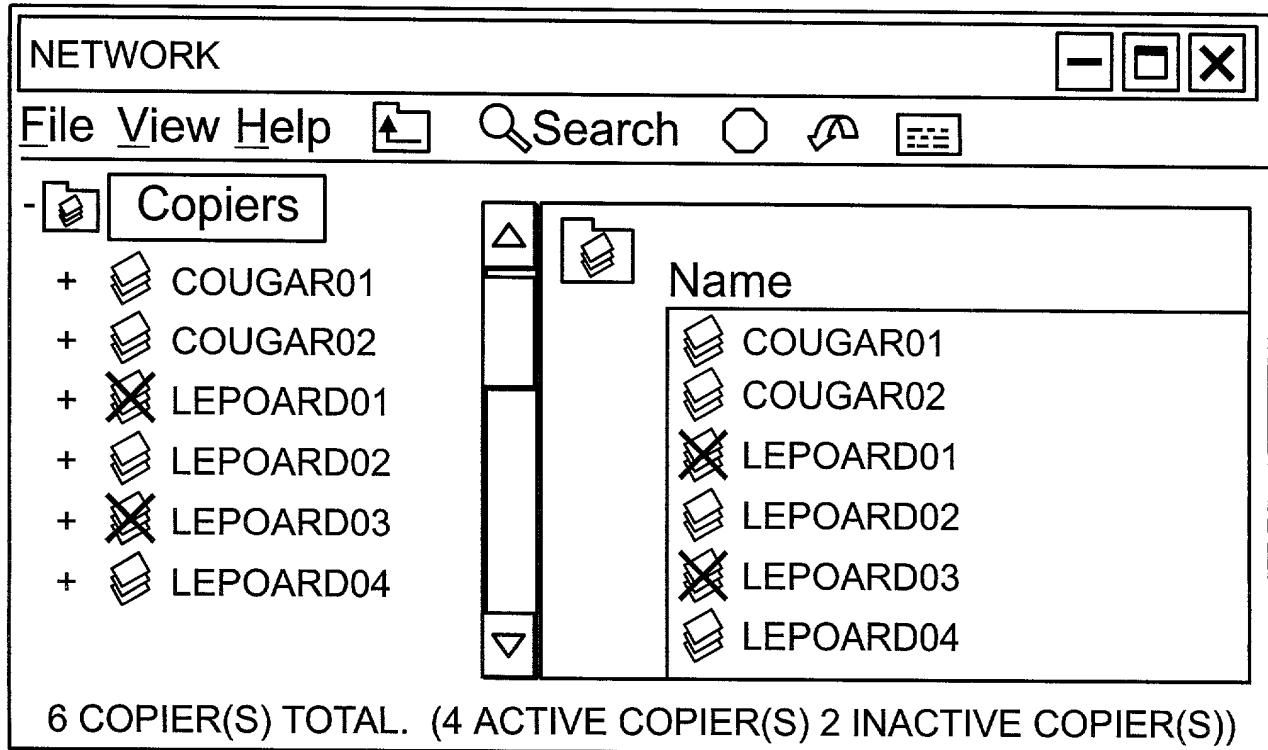 NETWORK
File View Help Search
- Copiers
+ COUGAR01
+ COUGAR02
+ LEPOARD01
+ LEPOARD02
+ LEPOARD03
+ LEPOARD04
Name
COUGAR01
COUGAR02
LEPOARD01
LEPOARD02
LEPOARD03
LEPOARD04
6 COPIER(S) TOTAL. (4 ACTIVE COPIER(S) 2 INACTIVE COPIER(S))